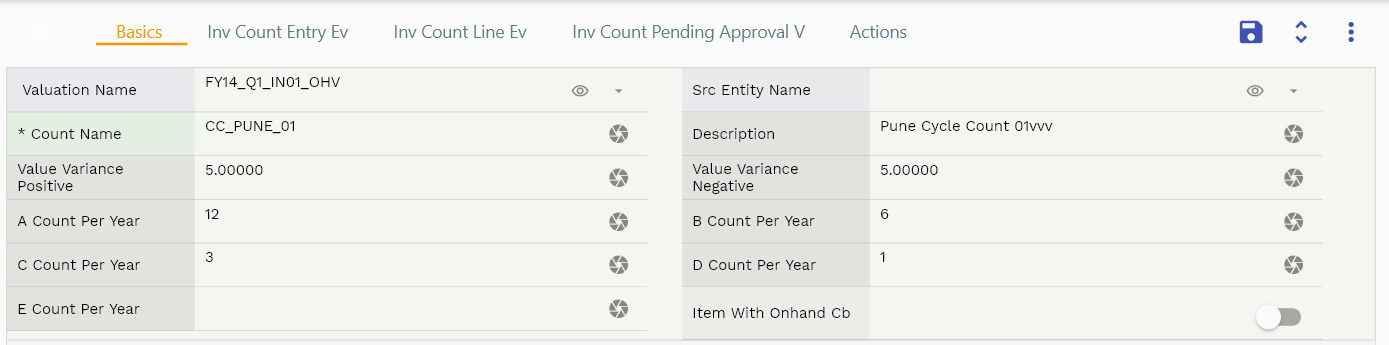 Basics Inv Count Entry Ev Inv Count Line Ev Inv Count Pending Approval V Actions
Valuation Name FY14_Q1_IN01_OHV Src Entity Name
* Count Name CC_PUNE_01 Description Pune Cycle Count 01vvv
Value Variance Positive 5.00000 Value Variance Negative 5.00000
A Count Per Year 12 B Count Per Year 6
C Count Per Year 3 D Count Per Year 1
E Count Per Year Item With Onhand Cb